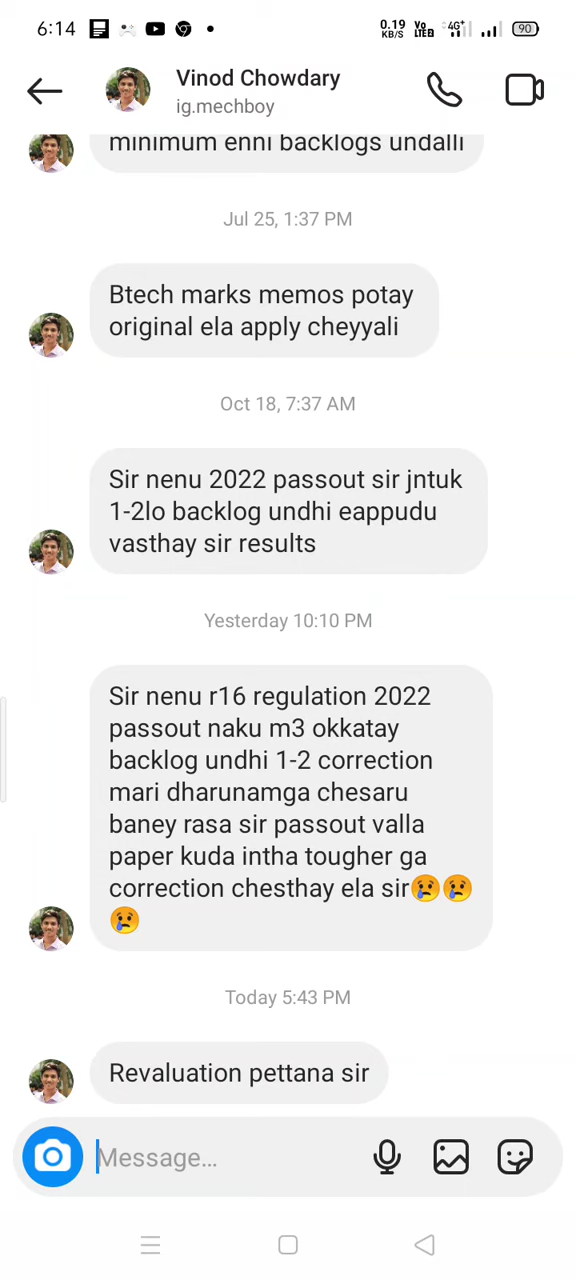 6:14
0.19
KB/S
Vo
LTE2
4G+
90
Vinod Chowdary
ig.mechboy
minimum enni backlogs undalli
Jul 25, 1:37 PM
Btech marks memos potay
original ela apply cheyyali
Oct 18, 7:37 AM
Sir nenu 2022 passout sir jntuk
1-2lo backlog undhi eappudu
vasthay sir results
Yesterday 10:10 PM
Sir nenu r16 regulation 2022
passout naku m3 okkatay
backlog undhi 1-2 correction
mari dharunamga chesaru
baney rasa sir passout valla
paper kuda intha tougher ga
correction chesthay ela sir😢😢
😢
Today 5:43 PM
Revaluation pettana sir
Message...